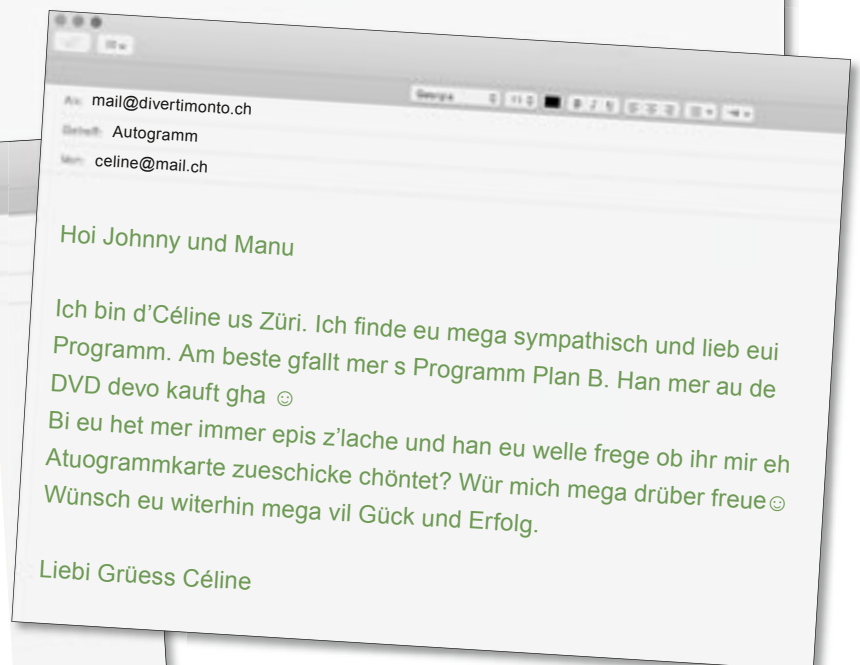 mail@divertimonto.ch
Autogramm
celine@mail.ch
Hoi Johnny und Manu
Ich bin d’Céline us Züri. Ich finde eu mega sympathisch und lieb eui
Programm. Am beste gfallt mer s Programm Plan B. Han mer au de
DVD devo kauft gha ☺
Bi eu het mer immer epis z’lache und han eu welle frege ob ihr mir eh
Atuogrammkarte zueschicke chöntet? Wür mich mega drüber freue☺
Wünsch eu witerhin mega vil Gück und Erfolg.
Liebi Grüess Céline